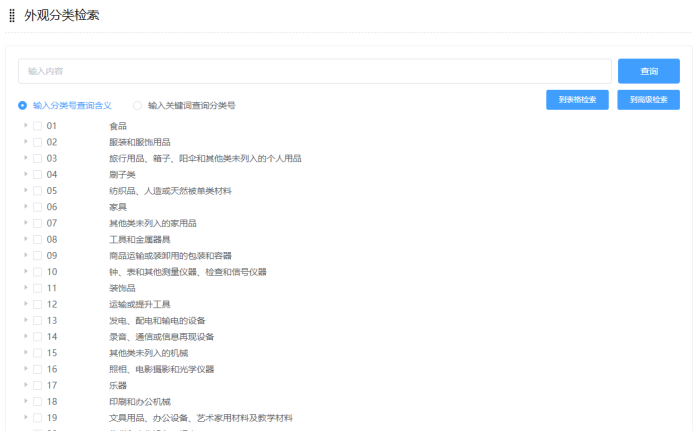 外观分类检索
输入内容
查询
输入分类号查询含义
输入关键词查询分类号
到表格检索
到高级检索
01 食品
02 服装和服饰用品
03 旅行用品、箱子、阳伞和其他类未列入的个人用品
04 刷子类
05 纺织品、人造或天然被单类材料
06 家具
07 其他类未列入的家用品
08 工具和金属器具
09 商品运输或装卸用的包装和容器
10 钟、表和其他测量仪器、检查和信号仪器
11 装饰品
12 运输或提升工具
13 发电、配电和输电的设备
14 录音、通信或信息再现设备
15 其他类未列入的机械
16 照相、电影摄影和光学仪器
17 乐器
18 印刷和办公机械
19 文具用品、办公设备、艺术家用材料及教学材料